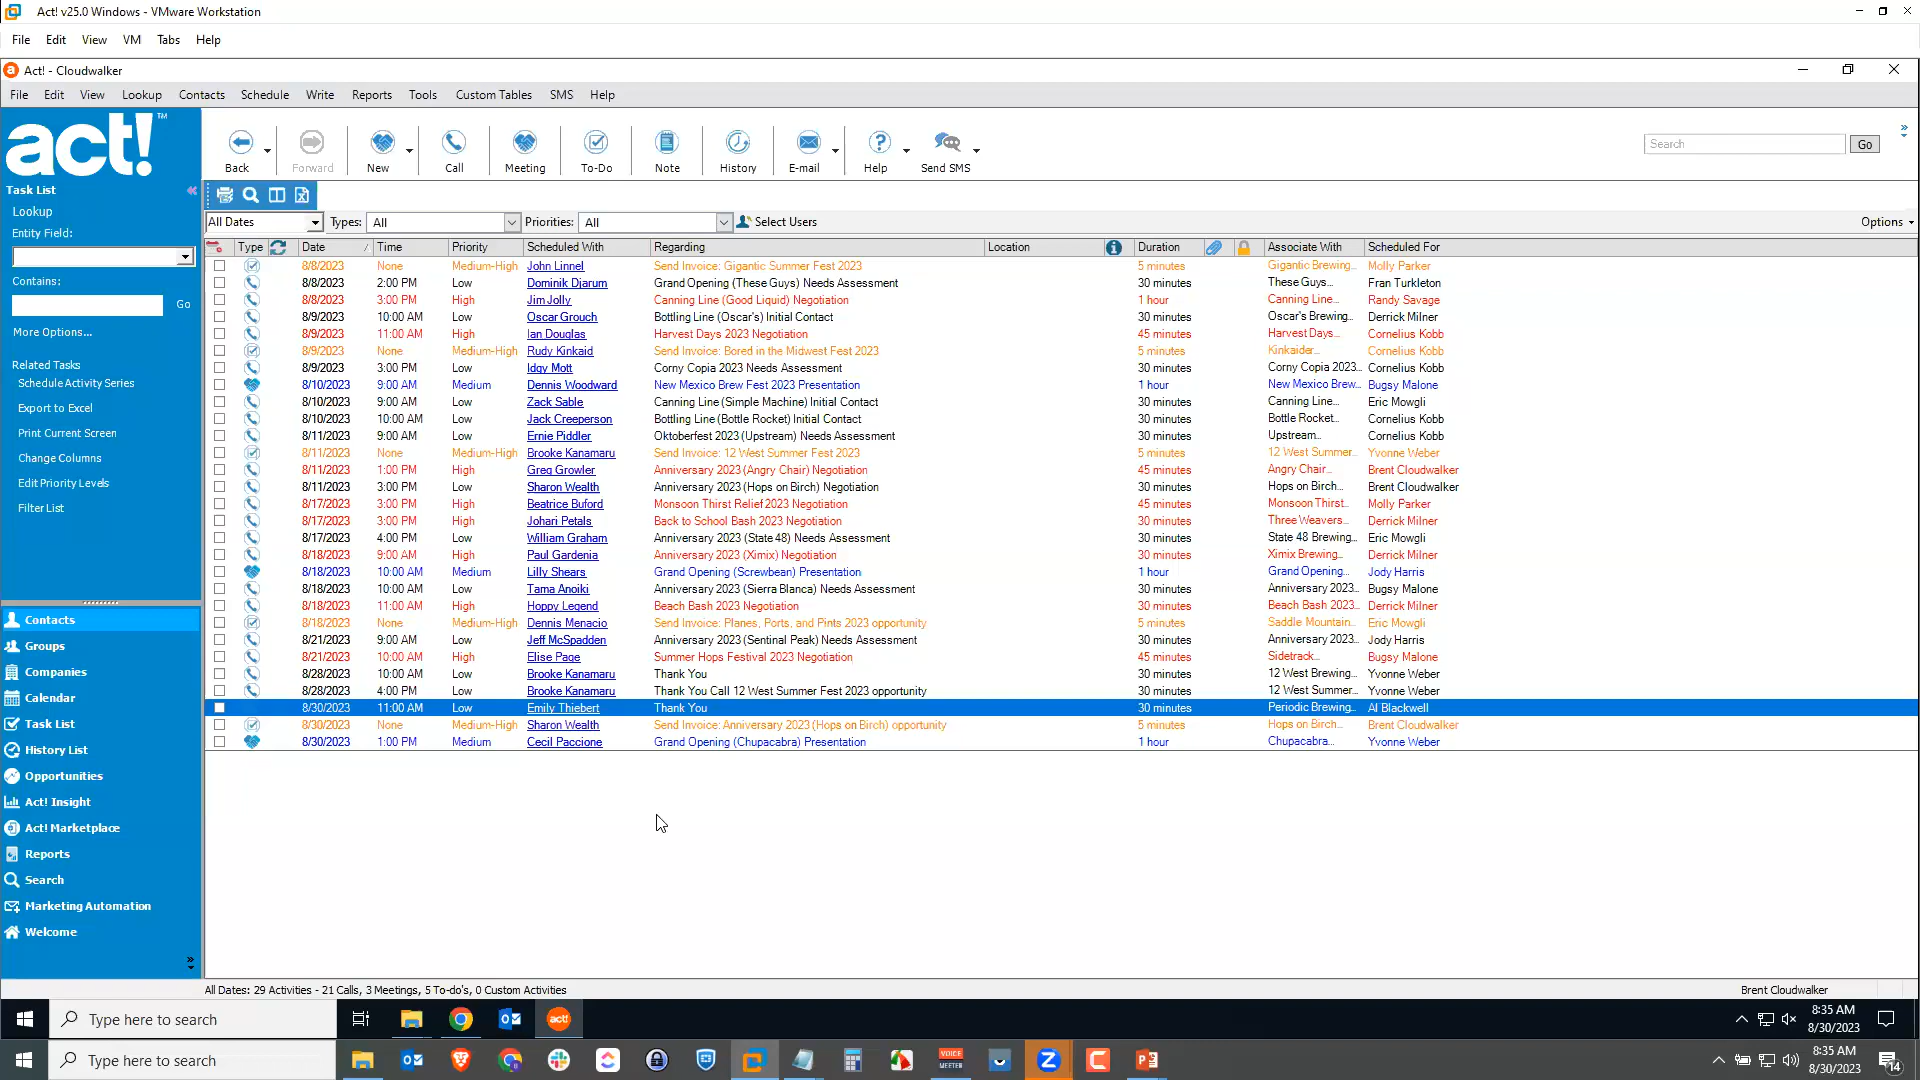 Act! v25.0 Windows - VMware Workstation
File Edit View VM Tabs Help
Act! - Cloudwalker
File Edit View Lookup Contacts Schedule Write Reports Tools Custom Tables SMS Help
act! TM
Back Forward New Call Meeting To-Do Note History E-mail Help Send SMS Search Go
Task List
Lookup
Entity Field:
Contains:
Go
More Options...
Related Tasks
Schedule Activity Series
Export to Excel
Print Current Screen
Change Columns
Edit Priority Levels
Filter List
All Dates Types: All Priorities: All Select Users Options
Type Date Time Priority Scheduled With Regarding Location Duration Associate With Scheduled For
8/8/2023 None Medium-High John Linnel Send Invoice: Gigantic Summer Fest 2023 5 minutes Gigantic Brewing... Molly Parker
8/8/2023 2:00 PM Low Dominik Djarum Grand Opening (These Guys) Needs Assessment 30 minutes These Guys... Fran Turkleton
8/8/2023 3:00 PM High Jim Jolly Canning Line (Good Liquid) Negotiation 1 hour Canning Line... Randy Savage
8/9/2023 10:00 AM Low Oscar Grouch Bottling Line (Oscar's) Initial Contact 30 minutes Oscar's Brewing... Derrick Milner
8/9/2023 11:00 AM High Ian Douglas Harvest Days 2023 Negotiation 45 minutes Harvest Days... Cornelius Kobb
8/9/2023 None Medium-High Rudy Kinkaid Send Invoice: Bored in the Midwest Fest 2023 5 minutes Kinkaider... Cornelius Kobb
8/9/2023 3:00 PM Low Idgy Mott Corny Copia 2023 Needs Assessment 30 minutes Corny Copia 2023... Cornelius Kobb
8/10/2023 9:00 AM Medium Dennis Woodward New Mexico Brew Fest 2023 Presentation 1 hour New Mexico Brew... Bugsy Malone
8/10/2023 9:00 AM Low Zack Sable Canning Line (Simple Machine) Initial Contact 30 minutes Canning Line... Eric Mowgli
8/10/2023 10:00 AM Low Jack Creeperson Bottling Line (Bottle Rocket) Initial Contact 30 minutes Bottle Rocket... Cornelius Kobb
8/11/2023 9:00 AM Low Ernie Piddler Oktoberfest 2023 (Upstream) Needs Assessment 30 minutes Upstream... Cornelius Kobb
8/11/2023 None Medium-High Brooke Kanamaru Send Invoice: 12 West Summer Fest 2023 5 minutes 12 West Summer... Yvonne Weber
8/11/2023 1:00 PM High Greg Growler Anniversary 2023 (Angry Chair) Negotiation 45 minutes Angry Chair... Brent Cloudwalker
8/11/2023 3:00 PM Low Sharon Wealth Anniversary 2023 (Hops on Birch) Negotiation 30 minutes Hops on Birch... Brent Cloudwalker
8/17/2023 3:00 PM High Beatrice Buford Monsoon Thirst Relief 2023 Negotiation 45 minutes Monsoon Thirst... Molly Parker
8/17/2023 3:00 PM High Johari Petals Back to School Bash 2023 Negotiation 30 minutes Three Weavers... Derrick Milner
8/17/2023 4:00 PM Low William Graham Anniversary 2023 (State 48) Needs Assessment 30 minutes State 48 Brewing... Eric Mowgli
8/18/2023 9:00 AM High Paul Gardenia Anniversary 2023 (Ximix) Negotiation 30 minutes Ximix Brewing... Derrick Milner
8/18/2023 10:00 AM Medium Lilly Shears Grand Opening (Screwbean) Presentation 1 hour Grand Opening... Jody Harris
8/18/2023 10:00 AM Low Tama Anoiki Anniversary 2023 (Sierra Blanca) Needs Assessment 30 minutes Anniversary 2023... Bugsy Malone
8/18/2023 11:00 AM High Hoppy Legend Beach Bash 2023 Negotiation 30 minutes Beach Bash 2023... Derrick Milner
8/18/2023 None Medium-High Dennis Menacio Send Invoice: Planes, Ports, and Pints 2023 opportunity 5 minutes Saddle Mountain... Eric Mowgli
8/21/2023 9:00 AM Low Jeff McSpadden Anniversary 2023 (Sentinal Peak) Needs Assessment 30 minutes Anniversary 2023... Jody Harris
8/21/2023 10:00 AM High Elise Page Summer Hops Festival 2023 Negotiation 45 minutes Sidetrack... Bugsy Malone
8/28/2023 10:00 AM Low Brooke Kanamaru Thank You 30 minutes 12 West Brewing... Yvonne Weber
8/28/2023 4:00 PM Low Brooke Kanamaru Thank You Call 12 West Summer Fest 2023 opportunity 30 minutes 12 West Summer... Yvonne Weber
8/30/2023 11:00 AM Low Emily Thiebert Thank You 30 minutes Periodic Brewing... Al Blackwell
8/30/2023 None Medium-High Sharon Wealth Send Invoice: Anniversary 2023 (Hops on Birch) opportunity 5 minutes Hops on Birch... Brent Cloudwalker
8/30/2023 1:00 PM Medium Cecil Paccione Grand Opening (Chupacabra) Presentation 1 hour Chupacabra... Yvonne Weber
Contacts
Groups
Companies
Calendar
Task List
History List
Opportunities
Act! Insight
Act! Marketplace
Reports
Search
Marketing Automation
Welcome
All Dates: 29 Activities - 21 Calls, 3 Meetings, 5 To-do's, 0 Custom Activities Brent Cloudwalker
Type here to search act! 8:35 AM
8/30/2023
Type here to search VOICE MEETER 8:35 AM
8/30/2023 14